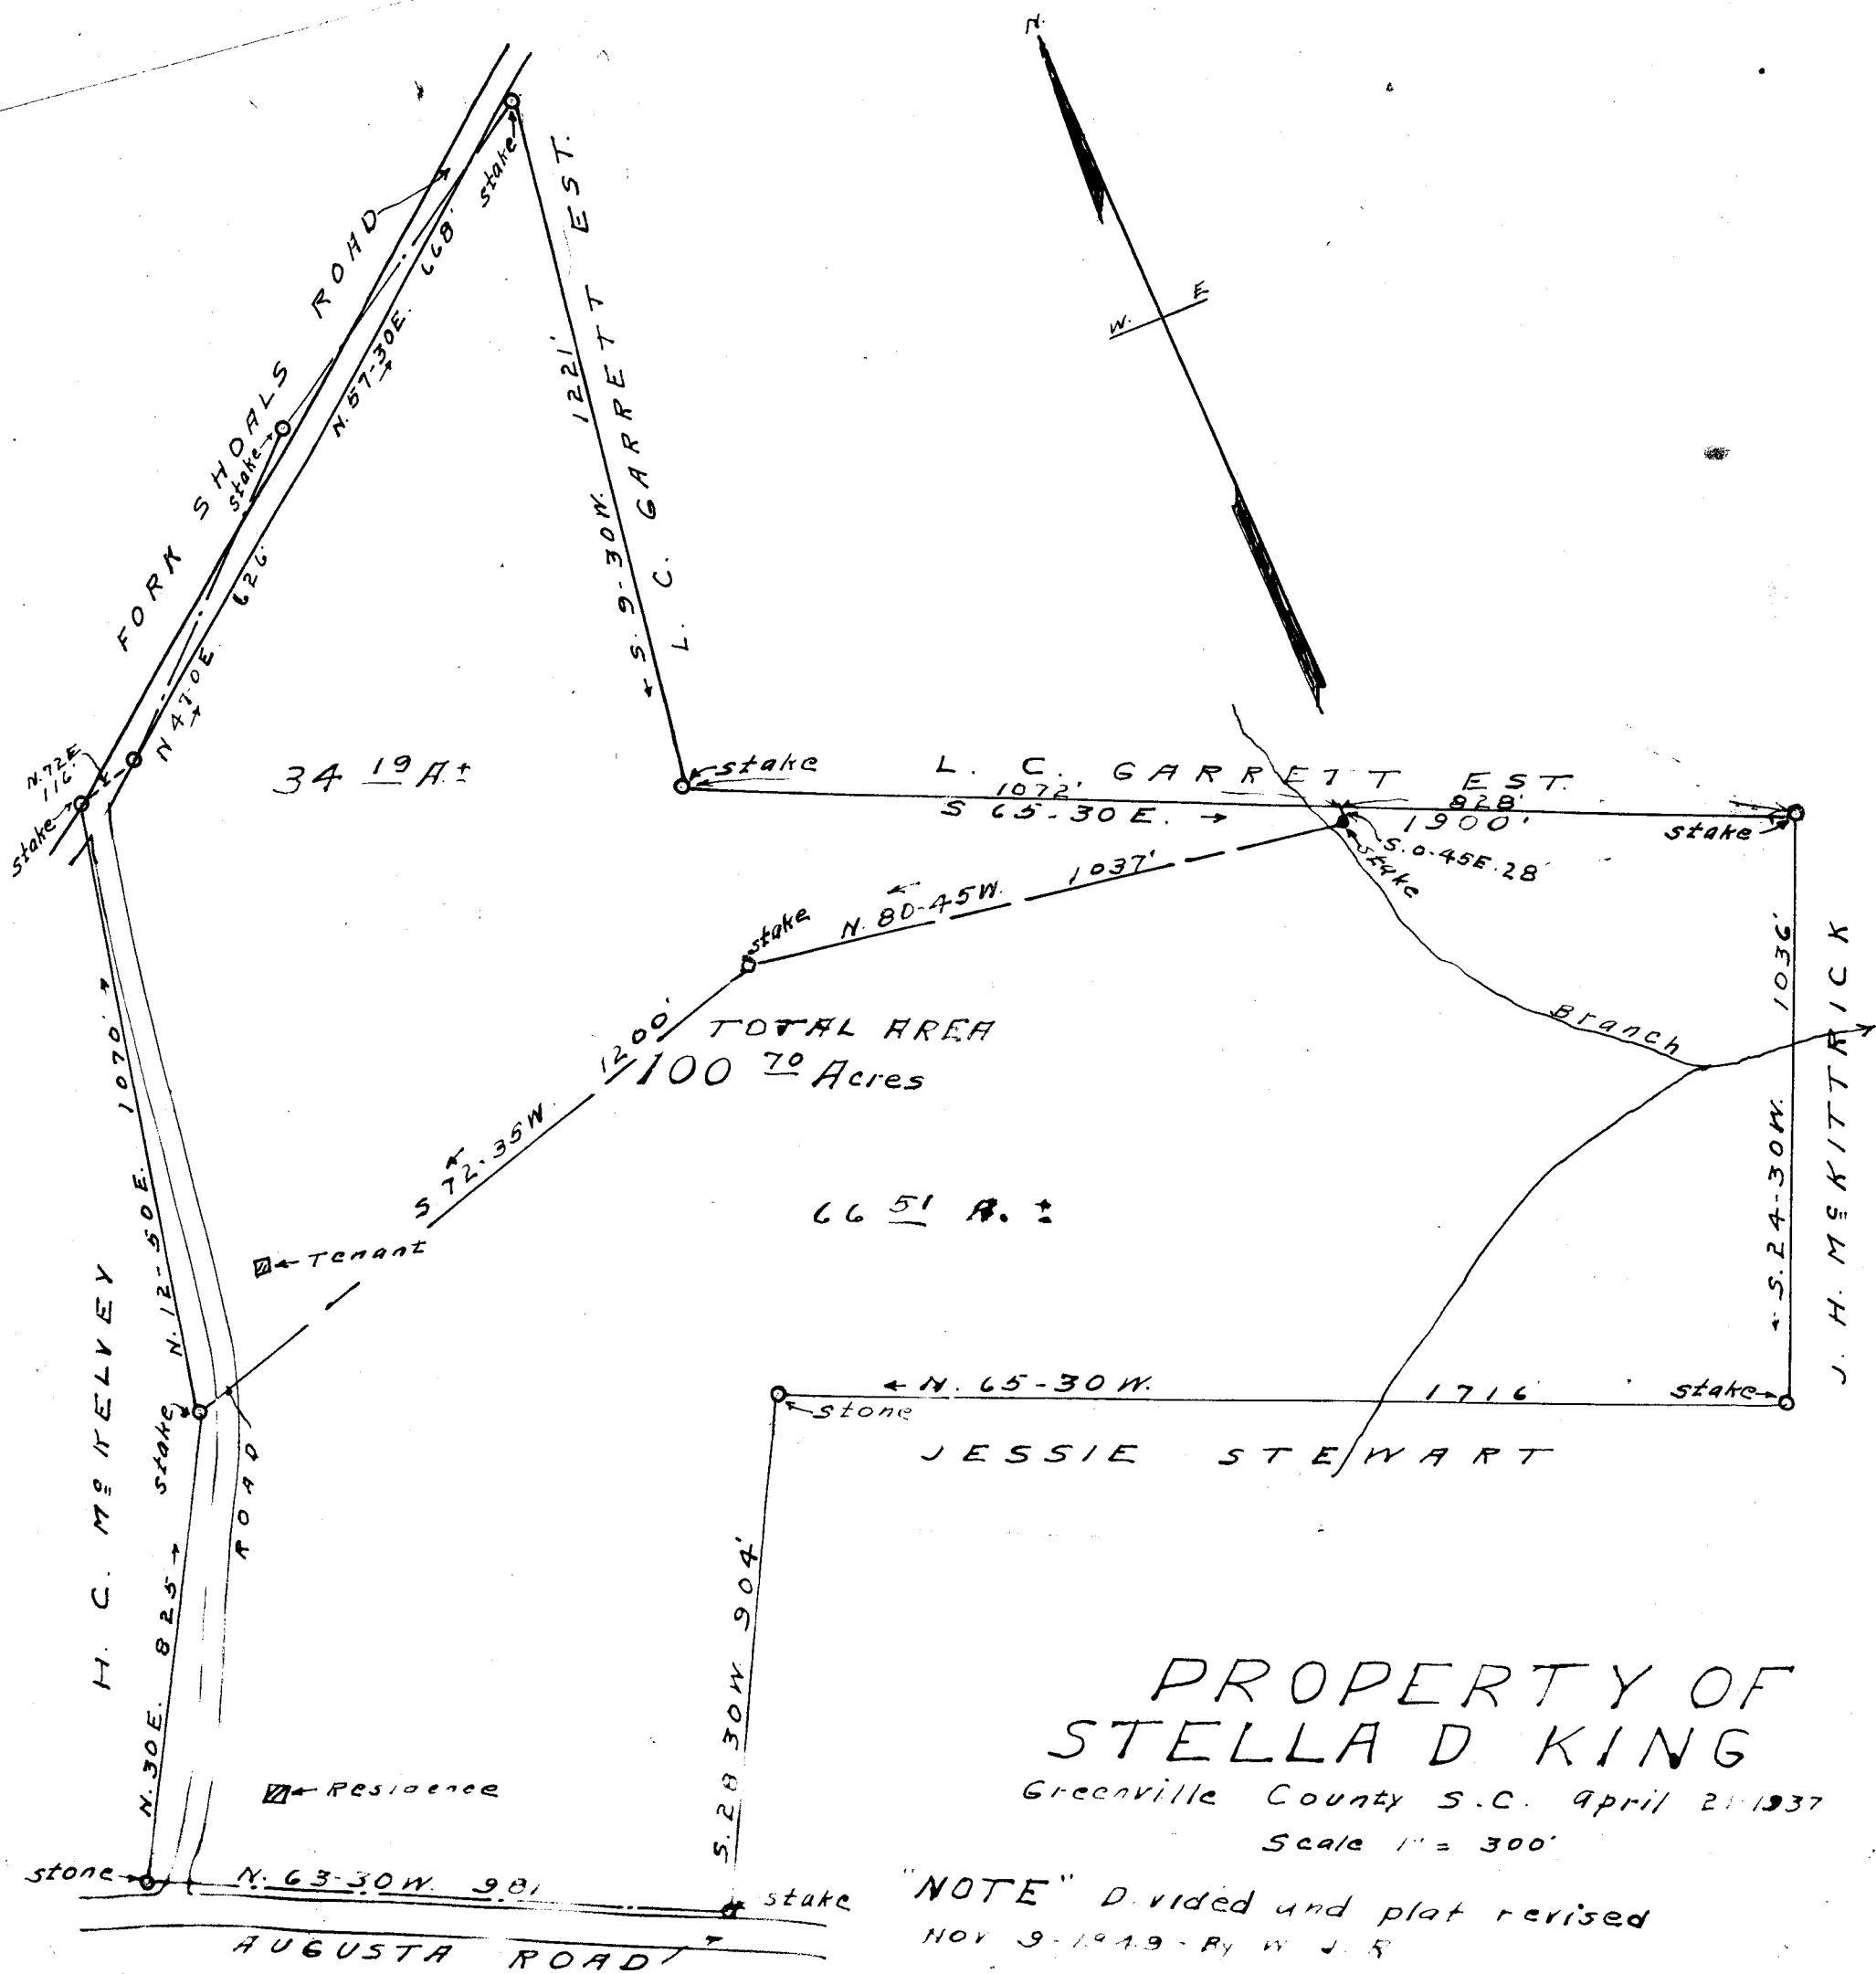 N.
W. E
FORK SHOALS ROAD
stake
668'
N. 57-30E.
stake
626'
N 47-0E
N. 72E
116'
stake
34 19 A.±
1221'
S. 9-30W.
L. C. GARRETT EST.
stake
L. C. GARRETT EST.
1072' 828'
S 65-30 E. → 1900'
stake
S. 0-45E. 28'
stake
1037'
N. 80-45W.
stake
1200'
S 72-35W.
TOTAL AREA
100 70 Acres
Branch
1036'
S. 24-30W.
J. H. McKITTRICK
66 51 A. ±
1070'
N. 12-50E.
Tenant
H. C. McKELVEY
stake
ROAD
825
N. 30E.
N. 65-30 W. 1716
stake
stone
JESSIE STEWART
S. 28 30W 904'
Residence
stone
N. 63-30W. 981
stake
AUGUSTA ROAD
PROPERTY OF
STELLA D KING
Greenville County S.C. April 21 1937
Scale 1" = 300'
"NOTE" Divided and plat revised
Nov 9-1949-By W J R